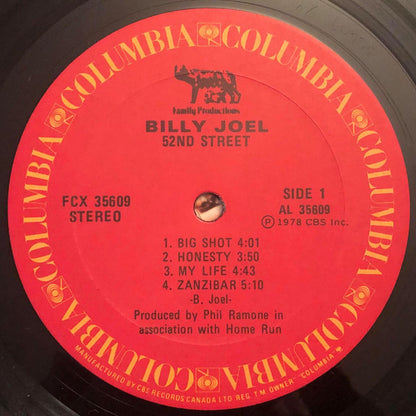 COLUMBIA COLUMBIA COLUMBIA COLUMBIA COLUMBIA COLUMBIA
Family Productions
BILLY JOEL
52ND STREET
FCX 35609
STEREO
SIDE 1
AL 35609
Ⓟ 1978 CBS Inc.
1. BIG SHOT 4:01
2. HONESTY 3:50
3. MY LIFE 4:43
4. ZANZIBAR 5:10
-B. Joel-
Produced by Phil Ramone in
association with Home Run
MANUFACTURED BY CBS RECORDS CANADA LTD REG. T.M. OWNER "COLUMBIA"